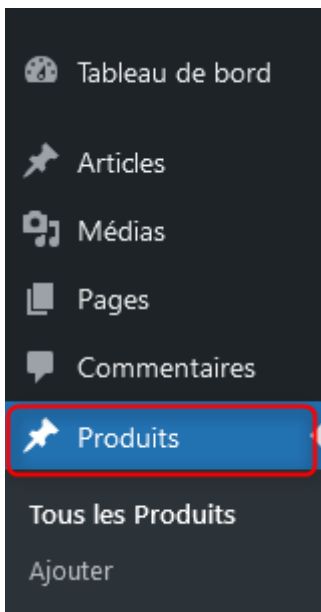 Tableau de bord
Articles
Médias
Pages
Commentaires
Produits
Tous les Produits
Ajouter